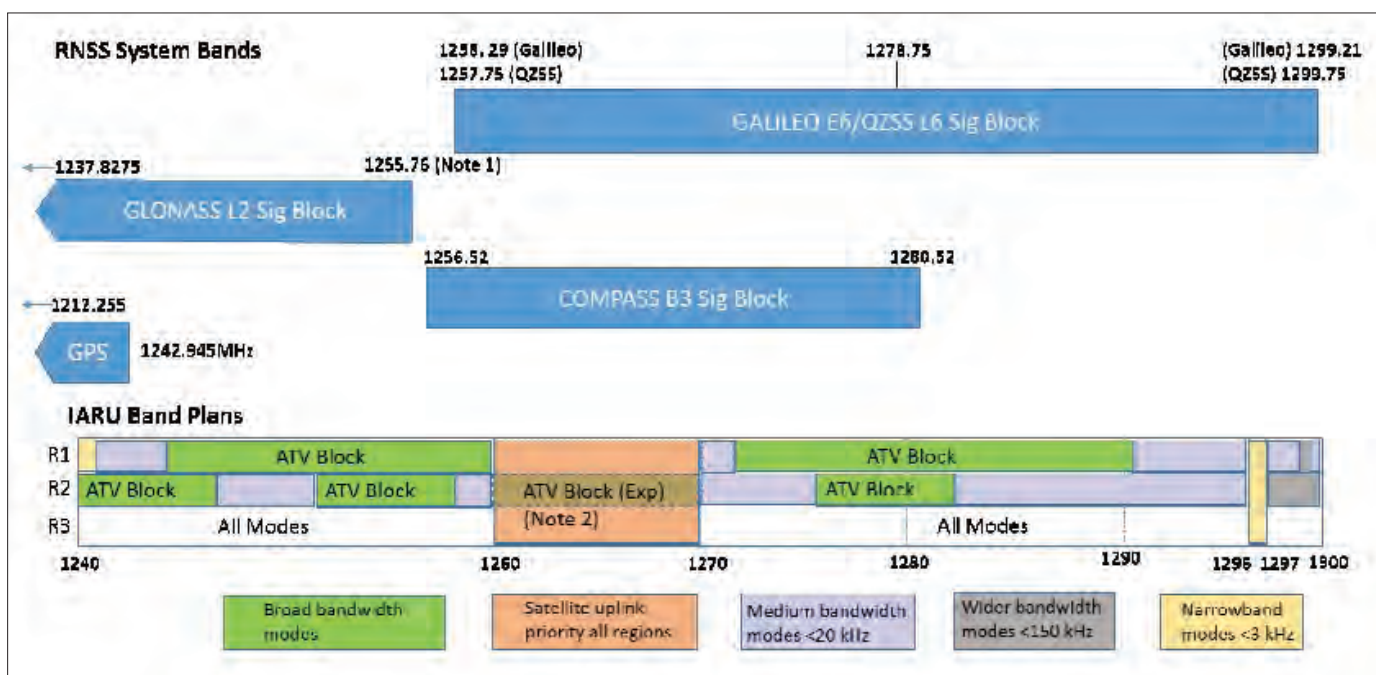 RNSS System Bands
1258.29 (Galileo)
1257.75 (QZSS)
1278.75
(Galileo) 1299.21
(QZSS) 1299.75
GALILEO E6/QZSS L6 Sig Block
1237.8275
1255.76 (Note 1)
GLONASS L2 Sig Block
1256.52
1280.52
COMPASS B3 Sig Block
1212.255
GPS
1242.945MHz
IARU Band Plans
R1
ATV Block
ATV Block
R2
ATV Block
ATV Block
ATV Block (Exp)
(Note 2)
ATV Block
R3
All Modes
All Modes
1240
1260
1270
1280
1290
1296
1297
1900
Broad bandwidth
modes
Satellite uplink
priority all regions
Medium bandwidth
modes <20 kHz
Wider bandwidth
modes <150 kHz
Narrowband
modes <3 kHz